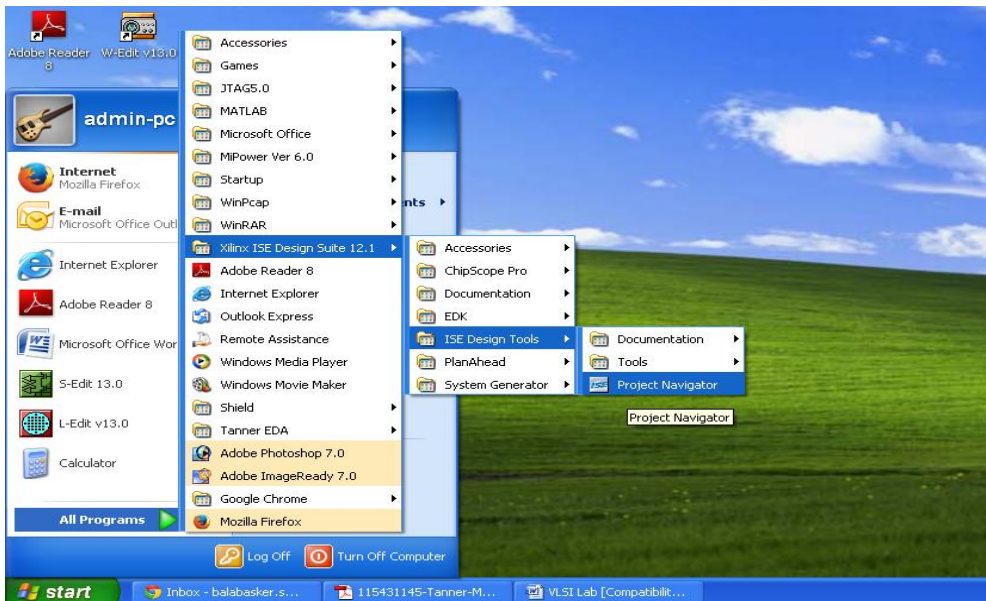 Adobe Reader 8
W-Edit v13.0
admin-pc
Internet
Mozilla Firefox
E-mail
Microsoft Office Outl
Internet Explorer
Adobe Reader 8
Microsoft Office Wor
S-Edit 13.0
L-Edit v13.0
Calculator
All Programs
Accessories
Games
JTAG5.0
MATLAB
Microsoft Office
MiPower Ver 6.0
Startup
WinPcap
WinRAR
Xilinx ISE Design Suite 12.1
Adobe Reader 8
Internet Explorer
Outlook Express
Remote Assistance
Windows Media Player
Windows Movie Maker
Shield
Tanner EDA
Adobe Photoshop 7.0
Adobe ImageReady 7.0
Google Chrome
Mozilla Firefox
nts
Accessories
ChipScope Pro
Documentation
EDK
ISE Design Tools
PlanAhead
System Generator
Documentation
Tools
Project Navigator
Project Navigator
Log Off
Turn Off Computer
start
Inbox - balabasker.s...
115431145-Tanner-M...
VLSI Lab [Compatibilit...